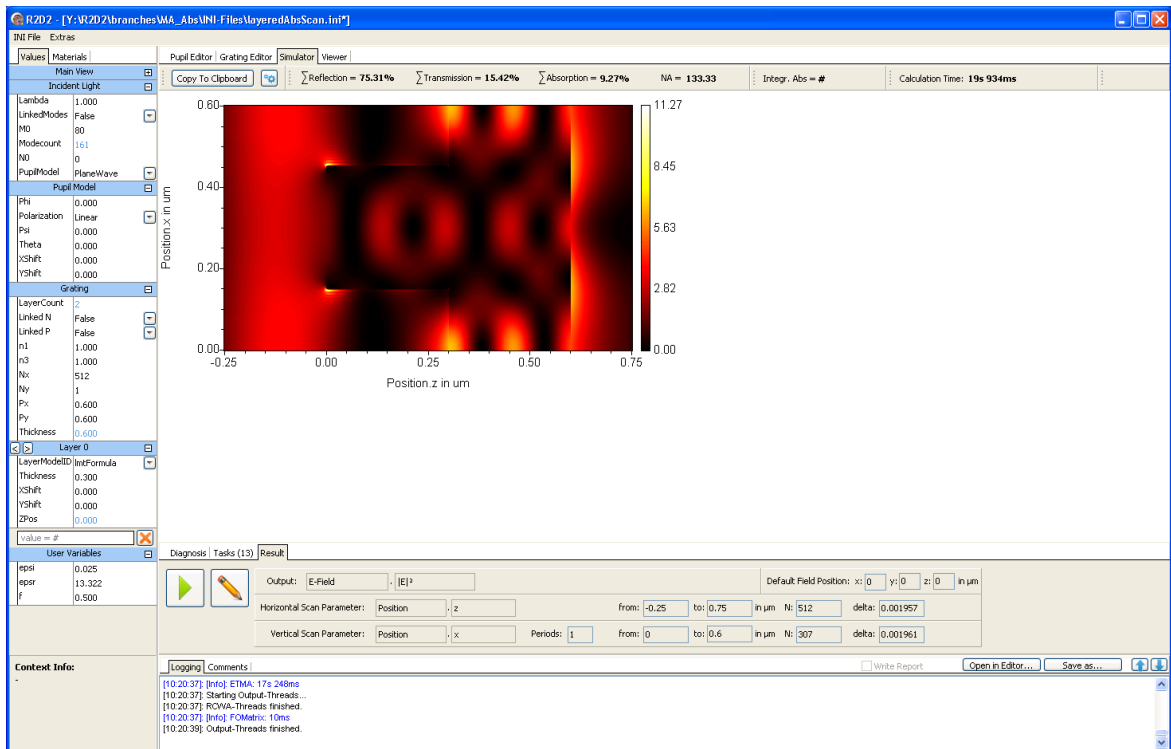 R2D2 - [Y:\R2D2\branches\MA_Abs\INI-Files\layeredAbsScan.ini*]
INI File Extras
Values Materials
Main View
Incident Light
Lambda 1.000
LinkedModes False
M0 80
Modecount 161
N0 0
PupilModel PlaneWave
Pupil Model
Phi 0.000
Polarization Linear
Psi 0.000
Theta 0.000
XShift 0.000
YShift 0.000
Grating
LayerCount 2
Linked N False
Linked P False
n1 1.000
n3 1.000
Nx 512
Ny 1
Px 0.600
Py 0.600
Thickness 0.600
< > Layer 0
LayerModelID ImtFormula
Thickness 0.300
XShift 0.000
YShift 0.000
ZPos 0.000
value = #
User Variables
epsi 0.025
epsr 13.322
f 0.500
Context Info:
-
Pupil Editor Grating Editor Simulator Viewer
Copy To Clipboard ∑Reflection = 75.31% ∑Transmission = 15.42% ∑Absorption = 9.27% NA = 133.33 Integr. Abs = # Calculation Time: 19s 934ms
0.60
0.40
0.20
0.00
Position.x in um
-0.25 0.00 0.25 0.50 0.75
Position.z in um
11.27
8.45
5.63
2.82
0.00
Diagnosis Tasks (13) Result
Output: E-Field . |E|² Default Field Position: x: 0 y: 0 z: 0 in µm
Horizontal Scan Parameter: Position . z from: -0.25 to: 0.75 in µm N: 512 delta: 0.001957
Vertical Scan Parameter: Position . x Periods: 1 from: 0 to: 0.6 in µm N: 307 delta: 0.001961
Logging Comments Write Report Open in Editor... Save as...
[10:20:37]: [Info]: ETMA: 17s 248ms
[10:20:37]: Starting Output-Threads...
[10:20:37]: RCWA-Threads finished.
[10:20:37]: [Info]: FOMatrix: 10ms
[10:20:39]: Output-Threads finished.